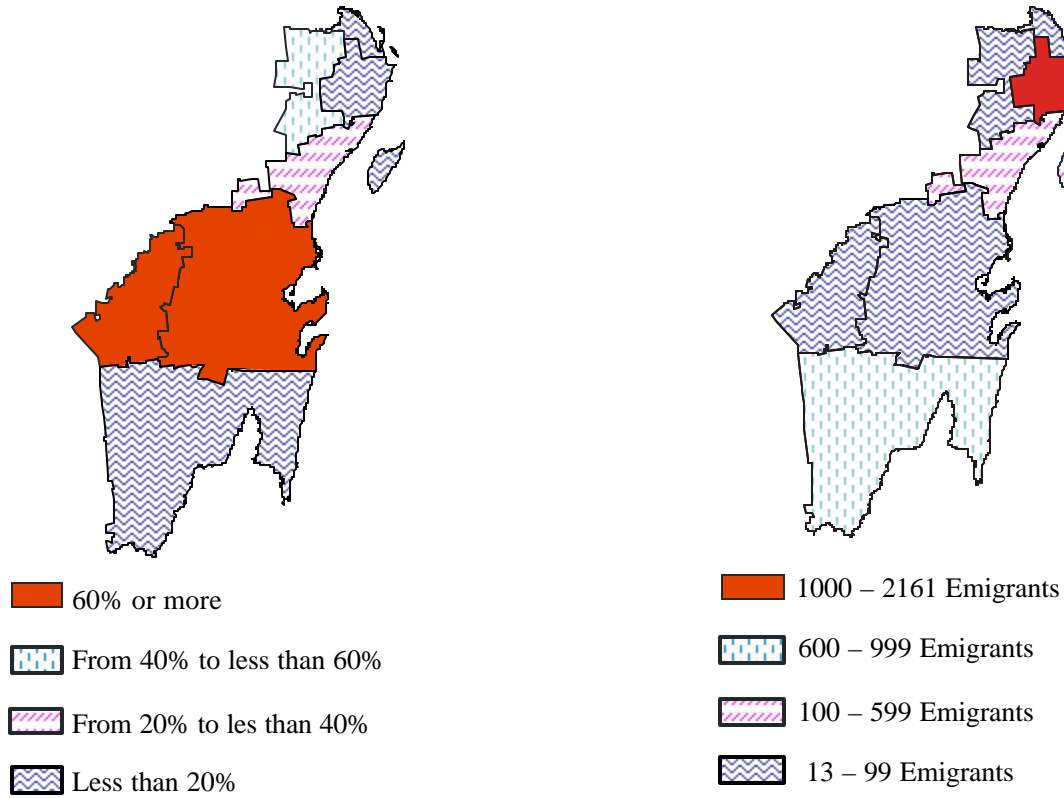 60% or more
From 40% to less than 60%
From 20% to les than 40%
Less than 20%
1000 – 2161 Emigrants
600 – 999 Emigrants
100 – 599 Emigrants
13 – 99 Emigrants